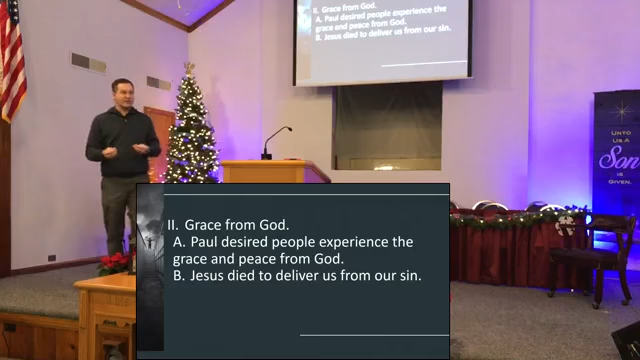 II. Grace from God.
A. Paul desired people experience the
grace and peace from God.
B. Jesus died to deliver us from our sin.
UNTO
US A
Son
IS
GIVEN.
II. Grace from God.
A. Paul desired people experience the
grace and peace from God.
B. Jesus died to deliver us from our sin.